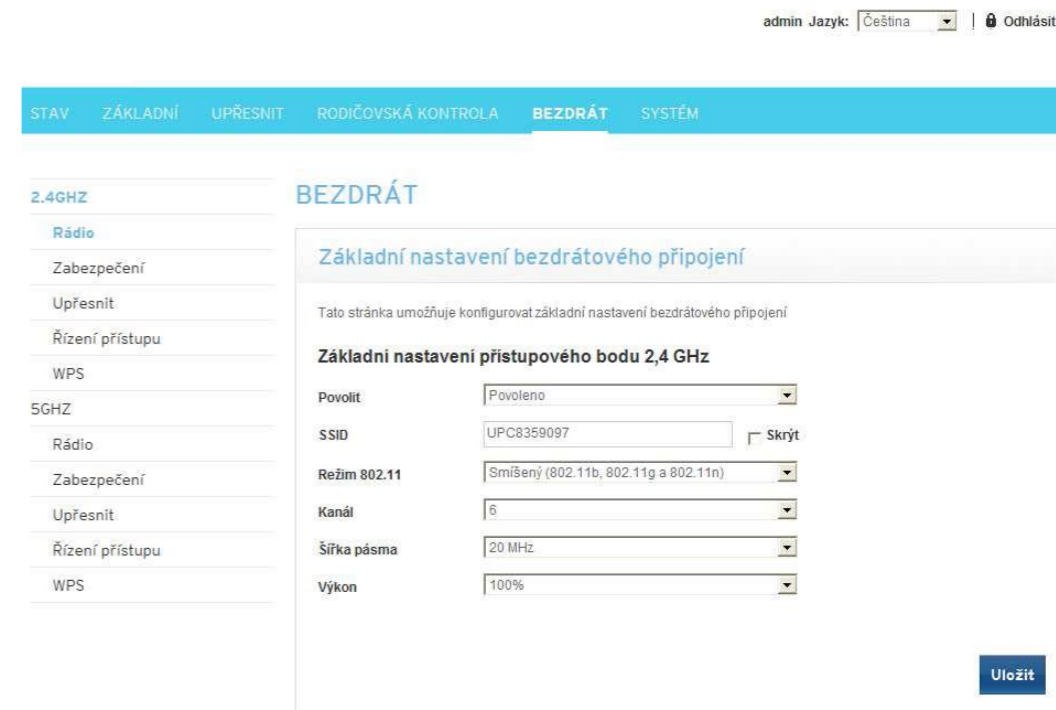 admin Jazyk: Čeština | Odhlásit
STAV ZÁKLADNÍ UPŘESNIT RODIČOVSKÁ KONTROLA BEZDRÁT SYSTÉM
2.4GHZ
Rádio
Zabezpečení
Upřesnit
Řízení přístupu
WPS
5GHZ
Rádio
Zabezpečení
Upřesnit
Řízení přístupu
WPS
BEZDRÁT
Základní nastavení bezdrátového připojení
Tato stránka umožňuje konfigurovat základní nastavení bezdrátového připojení
Základní nastavení přístupového bodu 2,4 GHz
Povolit Povoleno
SSID UPC8359097 Skrýt
Režim 802.11 Smíšený (802.11b, 802.11g a 802.11n)
Kanál 6
Šířka pásma 20 MHz
Výkon 100%
Uložit